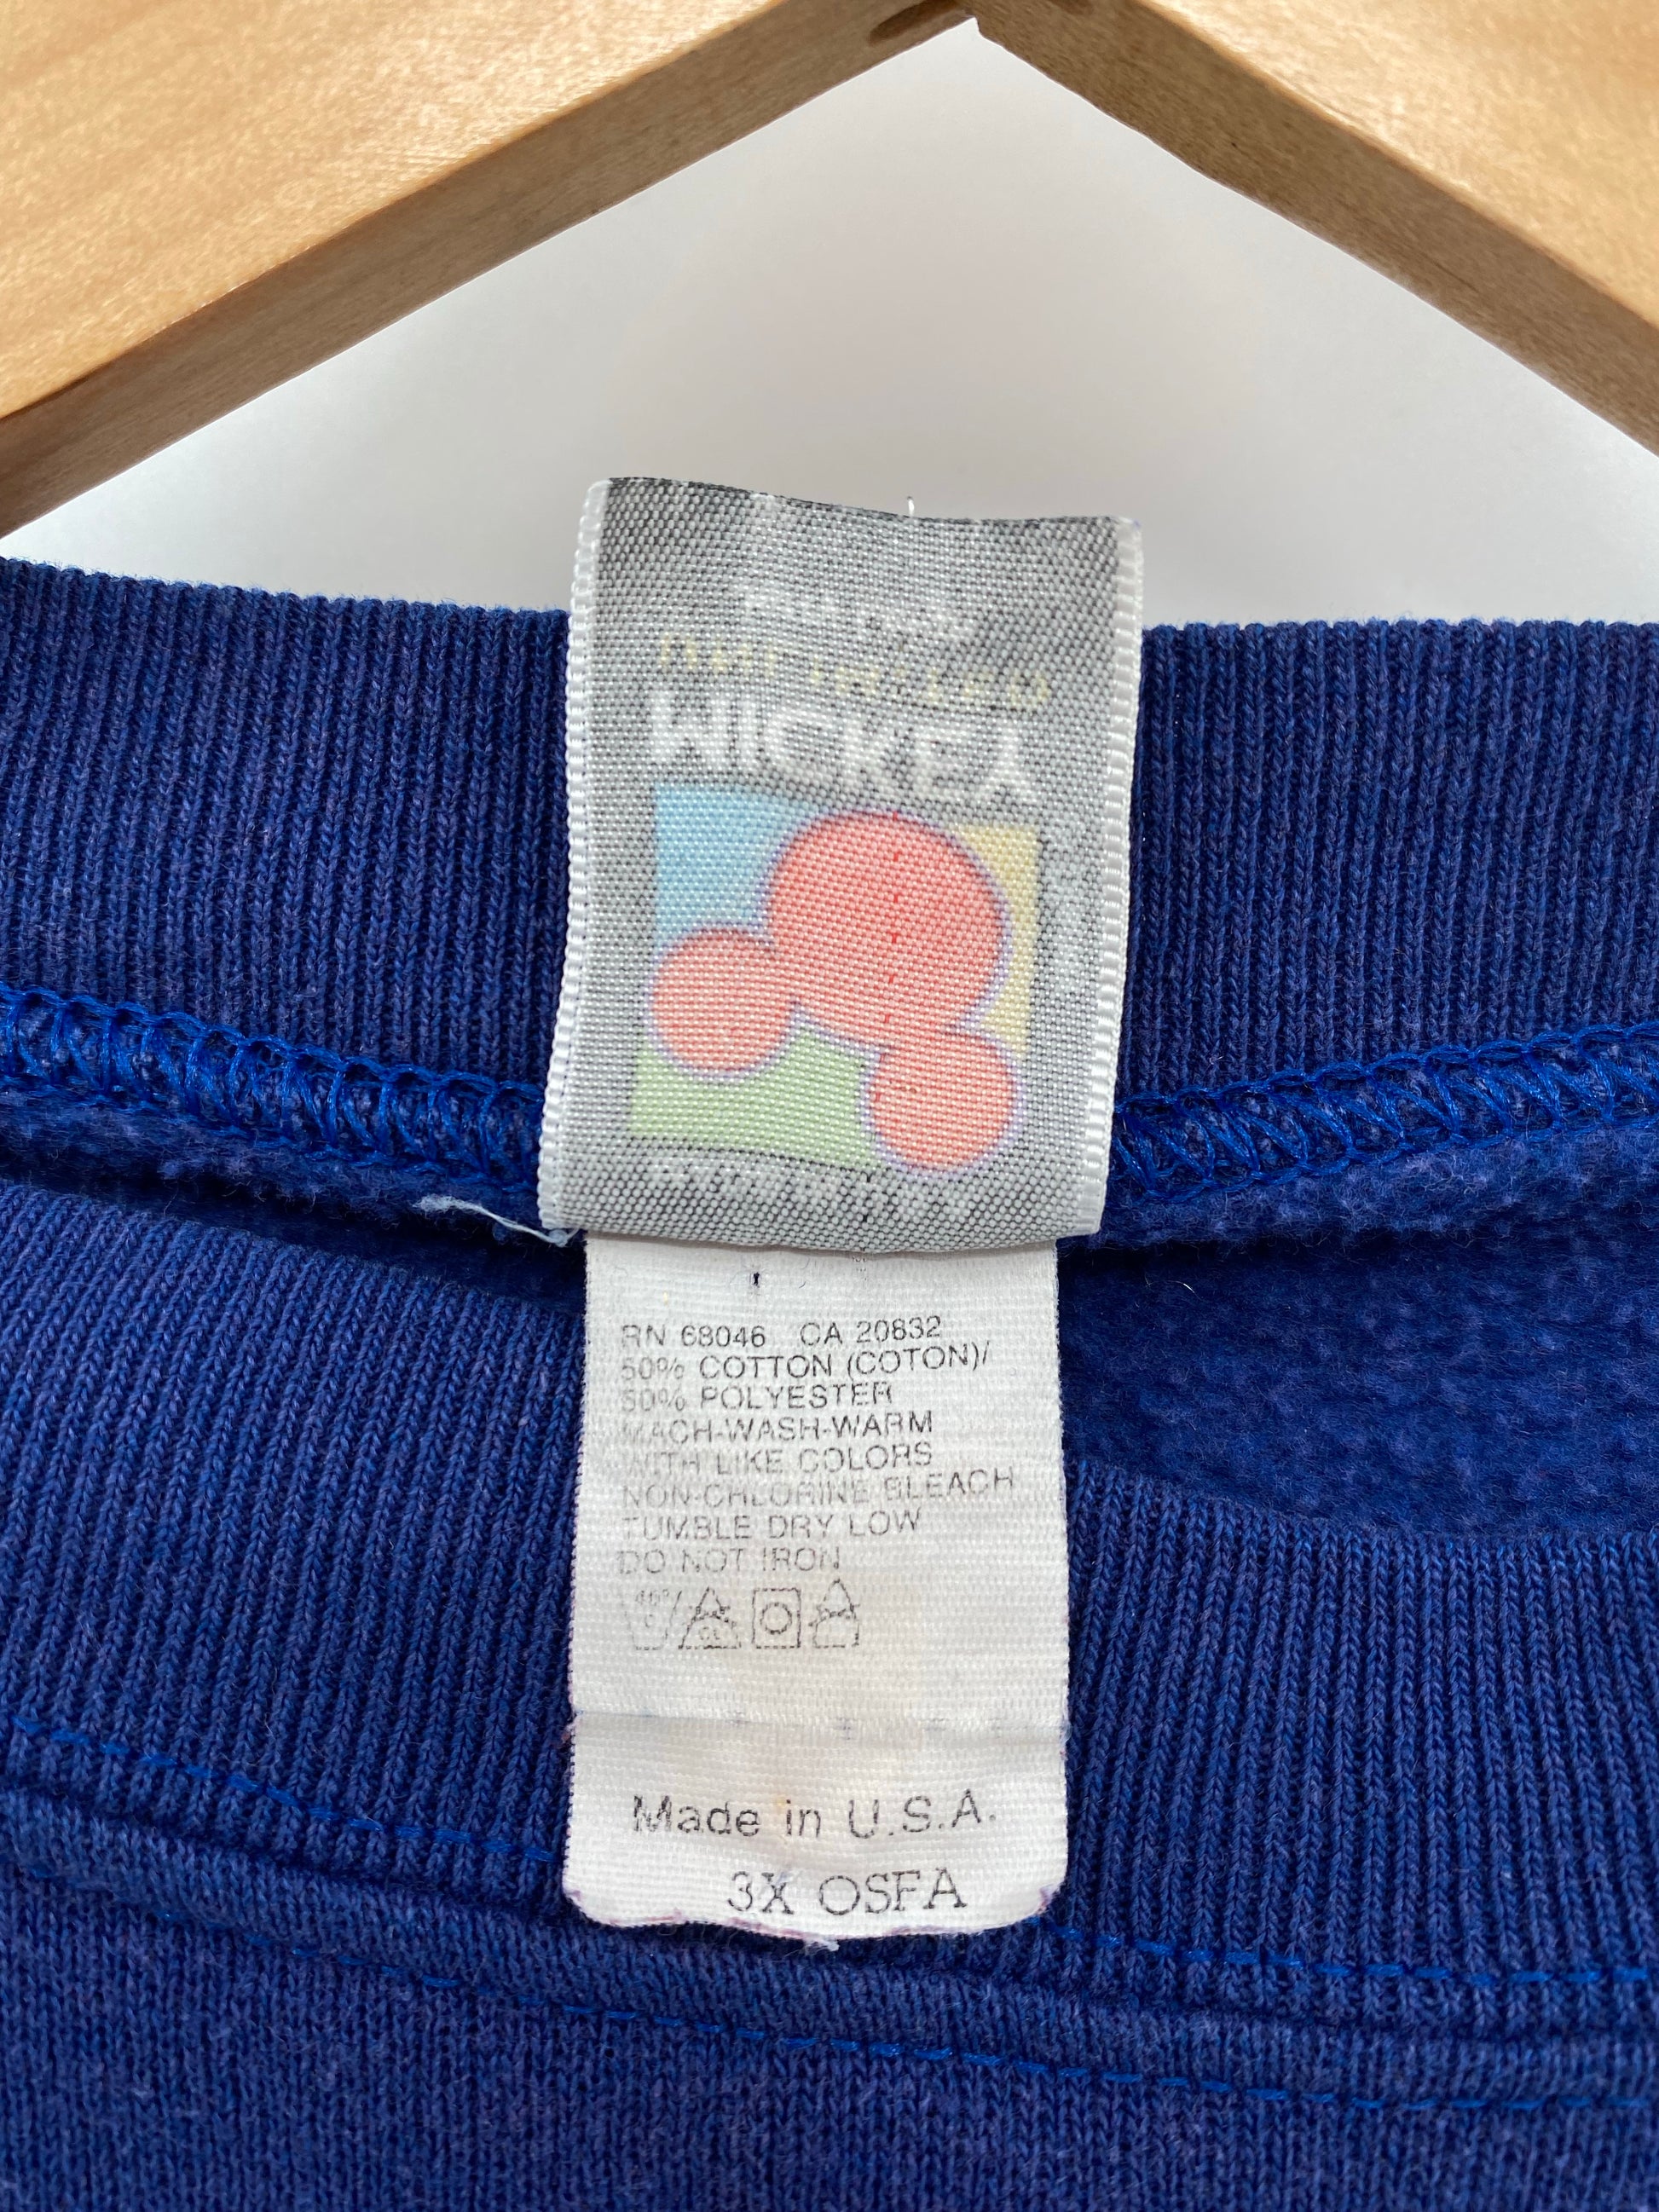 MICKEY
RN 68046 CA 20832
50% COTTON (COTON)/
50% POLYESTER
MACH-WASH-WARM
WITH LIKE COLORS
NON-CHLORINE BLEACH
TUMBLE DRY LOW
DO NOT IRON
CL
Made in U.S.A.
3X OSFA